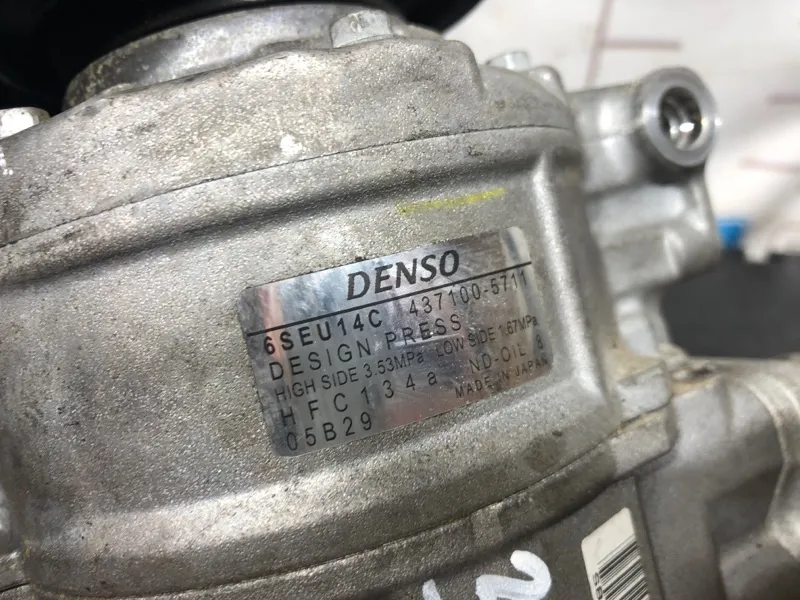 DENSO
6SEU14C 437100-5711
DESIGN PRESS
HIGH SIDE 3.53MPa LOW SIDE 1.67MPa
HFC134a ND-OIL 8
05B29 MADE IN JAPAN
2